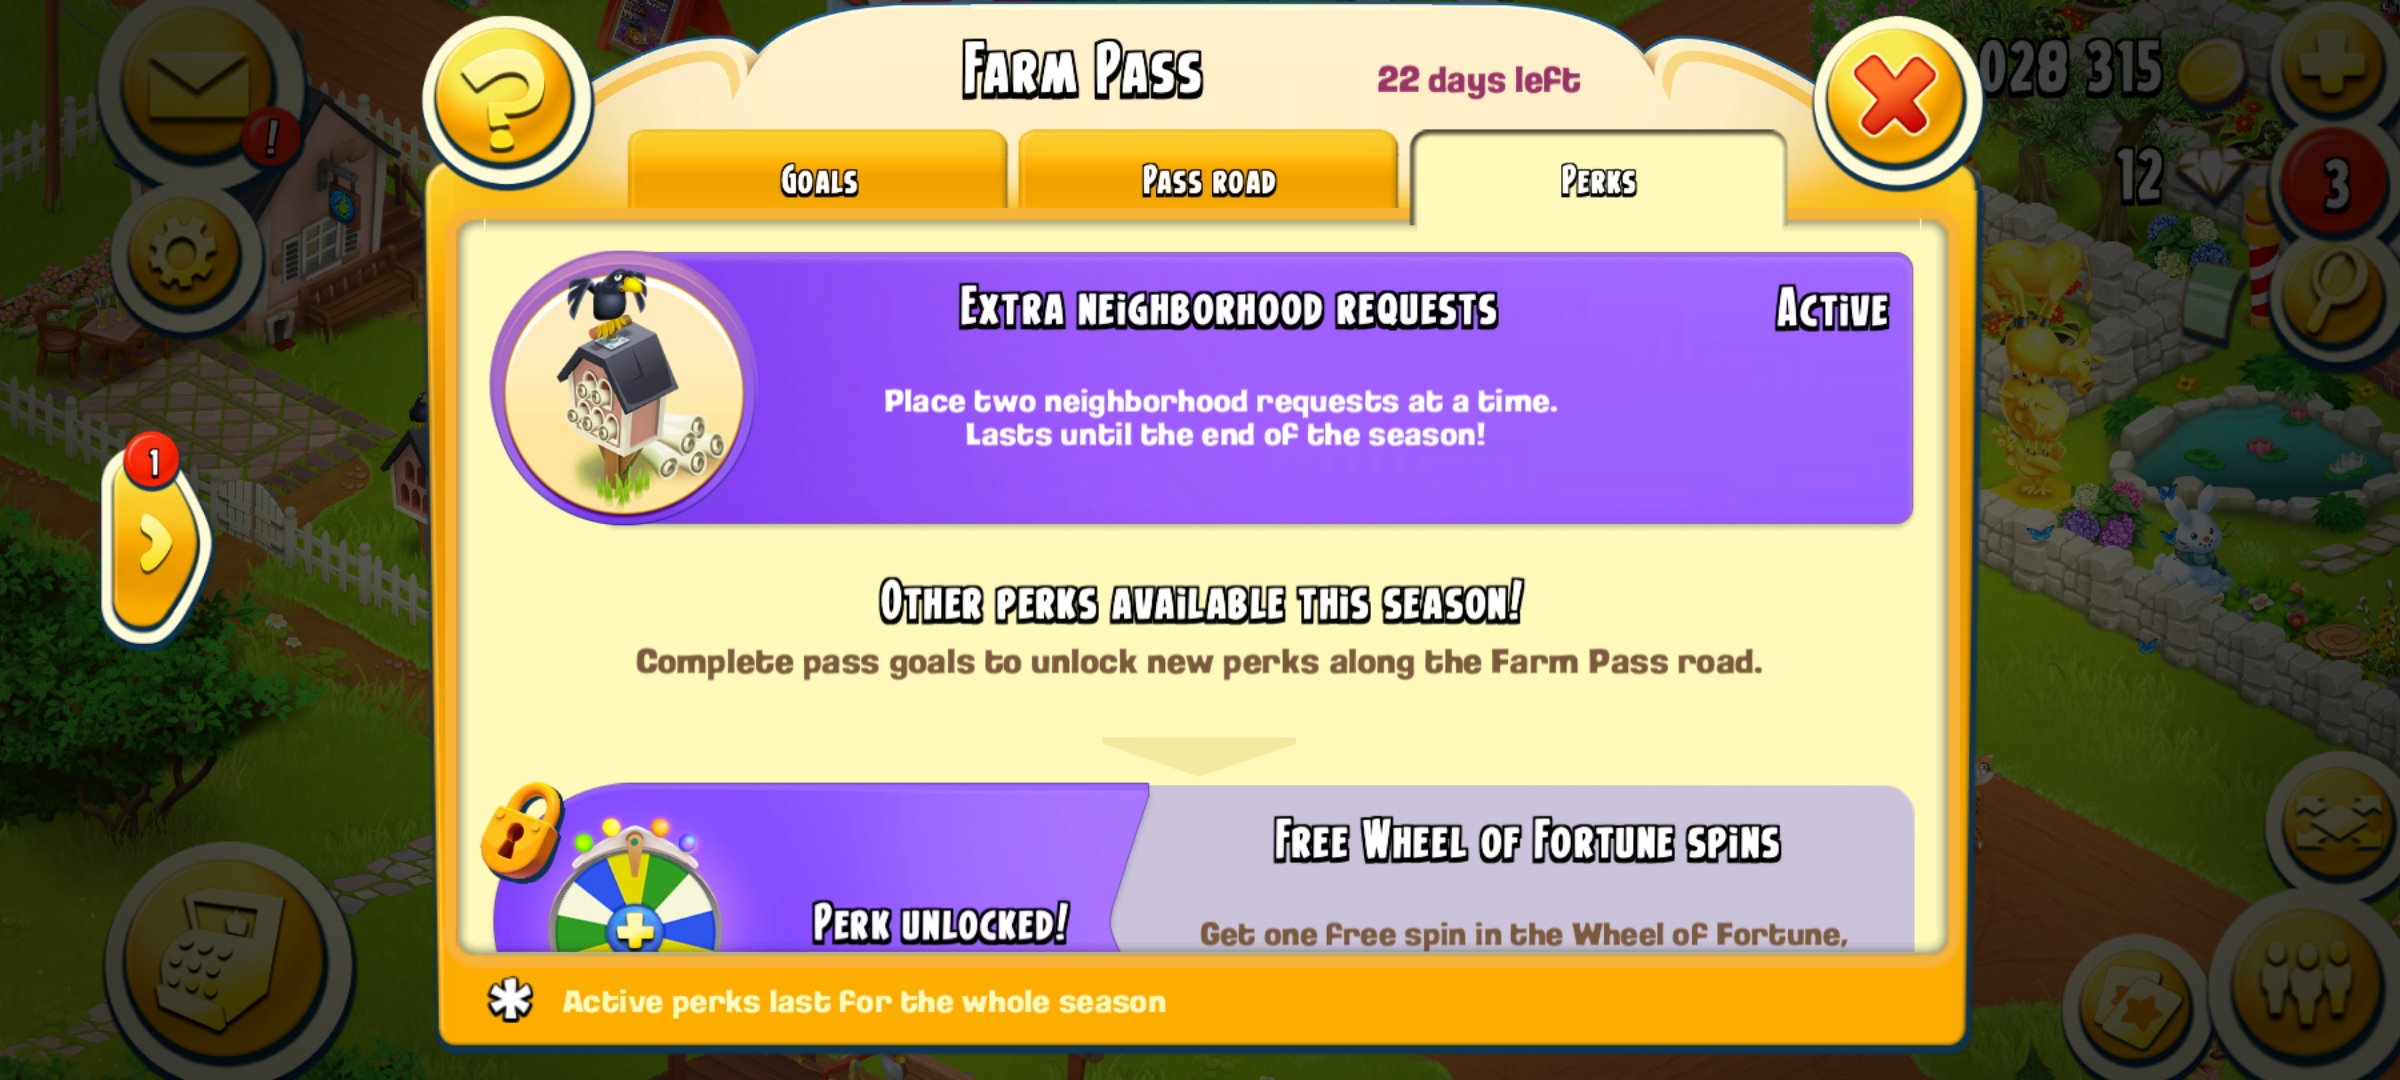 Farm Pass
22 days left
028 315
12
3
Goals
Pass road
Perks
!
1
Extra neighborhood requests
Active
Place two neighborhood requests at a time.
Lasts until the end of the season!
Other perks available this season!
Complete pass goals to unlock new perks along the Farm Pass road.
Free Wheel of Fortune spins
Perk unlocked!
Get one free spin in the Wheel of Fortune,
Active perks last for the whole season